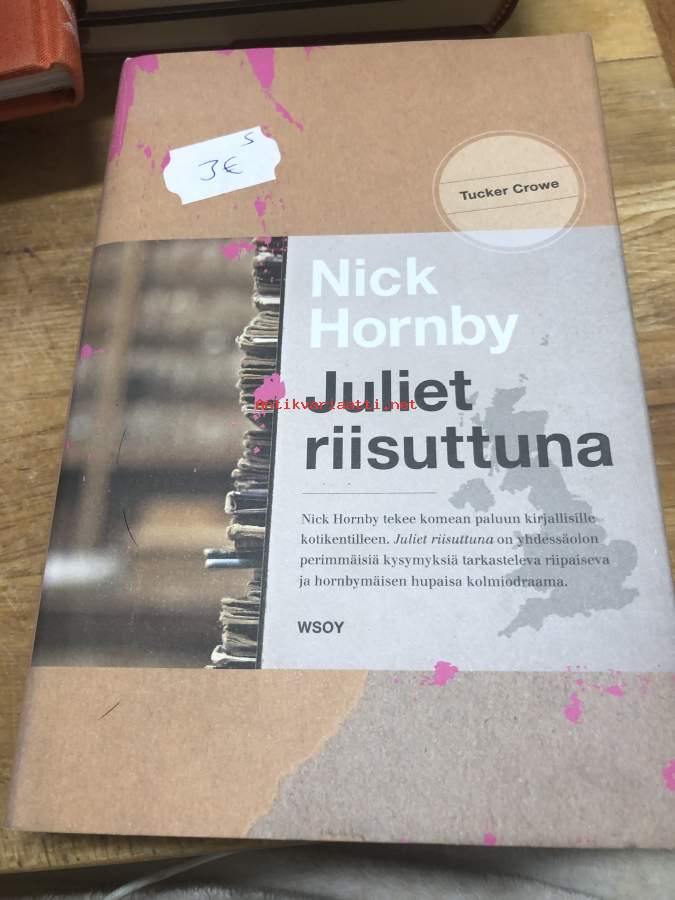 S
3€
Tucker Crowe
Nick
Hornby
Juliet
antikvariaatti.net
riisuttuna
Nick Hornby tekee komean paluun kirjallisille
kotikentilleen. Juliet riisuttuna on yhdessäolon
perimmäisiä kysymyksiä tarkasteleva riipaiseva
ja hornbymäisen hupaisa kolmiodraama.
WSOY